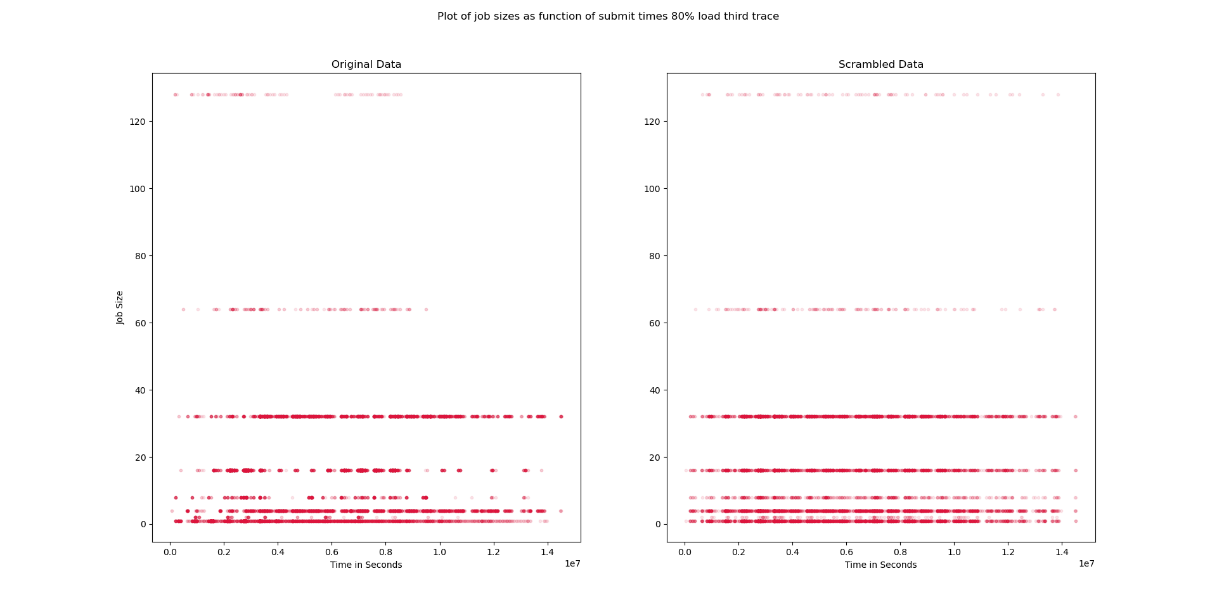 Plot of job sizes as function of submit times 80% load third trace
Original Data
Job Size
120
100
80
60
40
20
0
0.0 0.2 0.4 0.6 0.8 1.0 1.2 1.4
1e7
Time in Seconds
Scrambled Data
120
100
80
60
40
20
0
0.0 0.2 0.4 0.6 0.8 1.0 1.2 1.4
1e7
Time in Seconds